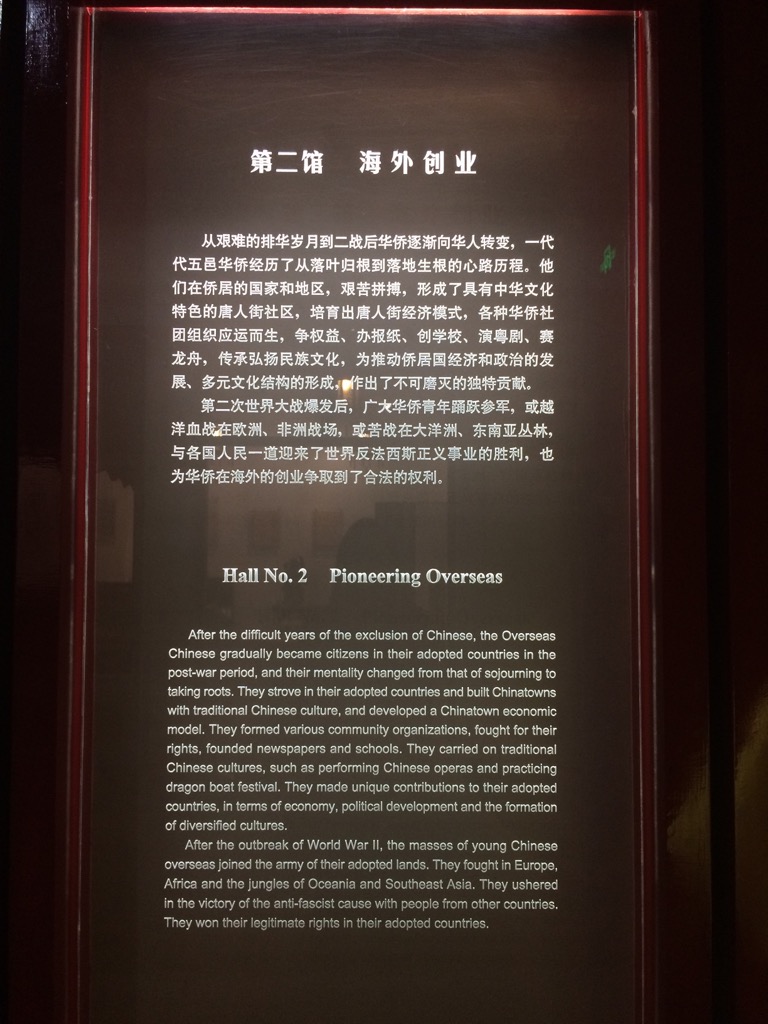 第二馆 海外创业
从艰难的排华岁月到二战后华侨逐渐向华人转变，一代
代五邑华侨经历了从落叶归根到落地生根的心路历程。他
们在侨居的国家和地区，艰苦拼搏，形成了具有中华文化
特色的唐人街社区，培育出唐人街经济模式，各种华侨社
团组织应运而生，争权益、办报纸、创学校、演粤剧、赛
龙舟，传承弘扬民族文化，为推动侨居国经济和政治的发
展、多元文化结构的形成，作出了不可磨灭的独特贡献。
第二次世界大战爆发后，广大华侨青年踊跃参军，或越
洋血战在欧洲、非洲战场，或苦战在大洋洲、东南亚丛林，
与各国人民一道迎来了世界反法西斯正义事业的胜利，也
为华侨在海外的创业争取到了合法的权利。
Hall No. 2 Pioneering Overseas
After the difficult years of the exclusion of Chinese, the Overseas
Chinese gradually became citizens in their adopted countries in the
post-war period, and their mentality changed from that of sojourning to
taking roots. They strove in their adopted countries and built Chinatowns
with traditional Chinese culture, and developed a Chinatown economic
model. They formed various community organizations, fought for their
rights, founded newspapers and schools. They carried on traditional
Chinese cultures, such as performing Chinese operas and practicing
dragon boat festival. They made unique contributions to their adopted
countries, in terms of economy, political development and the formation
of diversified cultures.
After the outbreak of World War II, the masses of young Chinese
overseas joined the army of their adopted lands. They fought in Europe,
Africa and the jungles of Oceania and Southeast Asia. They ushered
in the victory of the anti-fascist cause with people from other countries.
They won their legitimate rights in their adopted countries.